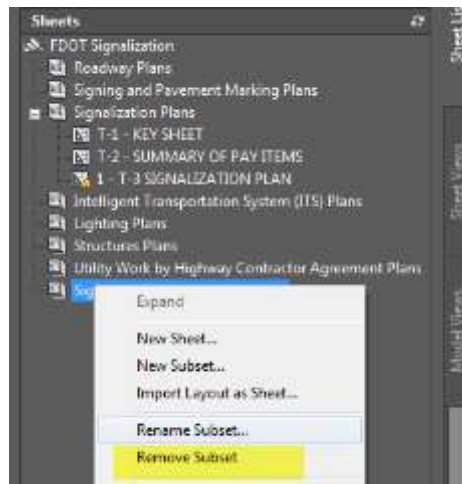 Sheets
FDOT Signalization
Roadway Plans
Signing and Pavement Marking Plans
Signalization Plans
T-1 - KEY SHEET
T-2 - SUMMARY OF PAY ITEMS
1 - T-3 SIGNALIZATION PLAN
Intelligent Transportation System (ITS) Plans
Lighting Plans
Structures Plans
Utility Work by Highway Contractor Agreement Plans
Expand
New Sheet...
New Subset...
Import Layout as Sheet...
Rename Subset...
Remove Subset
Sheet List
Sheet Views
Model Views